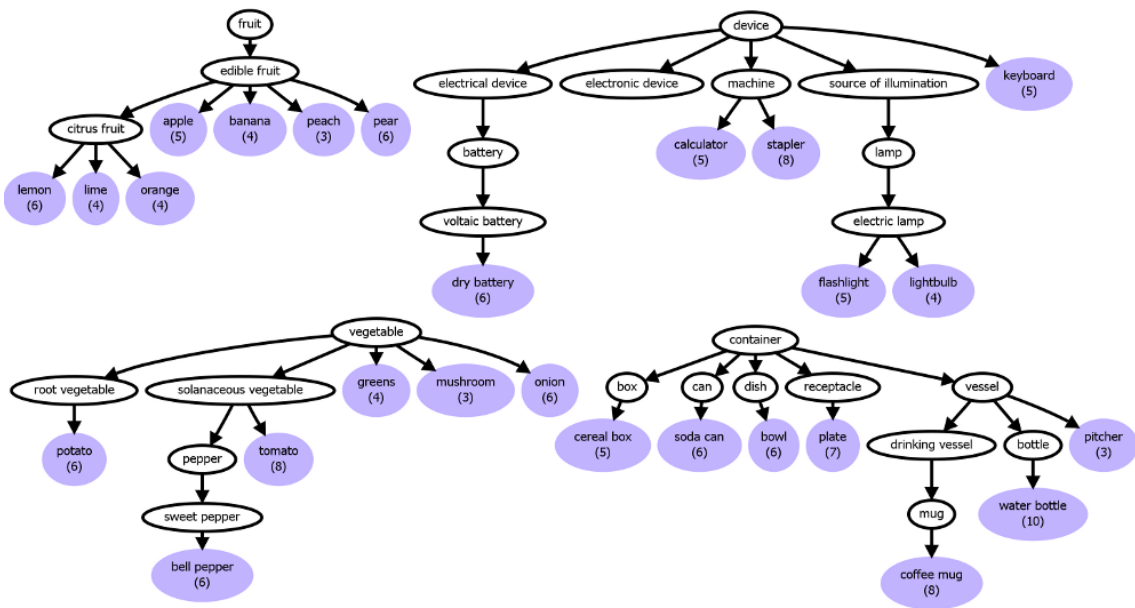 fruit
edible fruit
citrus fruit
apple
(5)
banana
(4)
peach
(3)
pear
(6)
lemon
(6)
lime
(4)
orange
(4)
device
electrical device
electronic device
machine
source of illumination
keyboard
(5)
battery
calculator
(5)
stapler
(8)
lamp
voltaic battery
electric lamp
dry battery
(6)
flashlight
(5)
lightbulb
(4)
vegetable
root vegetable
solanaceous vegetable
greens
(4)
mushroom
(3)
onion
(6)
potato
(6)
pepper
tomato
(8)
sweet pepper
bell pepper
(6)
container
box
can
dish
receptacle
vessel
cereal box
(5)
soda can
(6)
bowl
(6)
plate
(7)
drinking vessel
bottle
pitcher
(3)
mug
water bottle
(10)
coffee mug
(8)